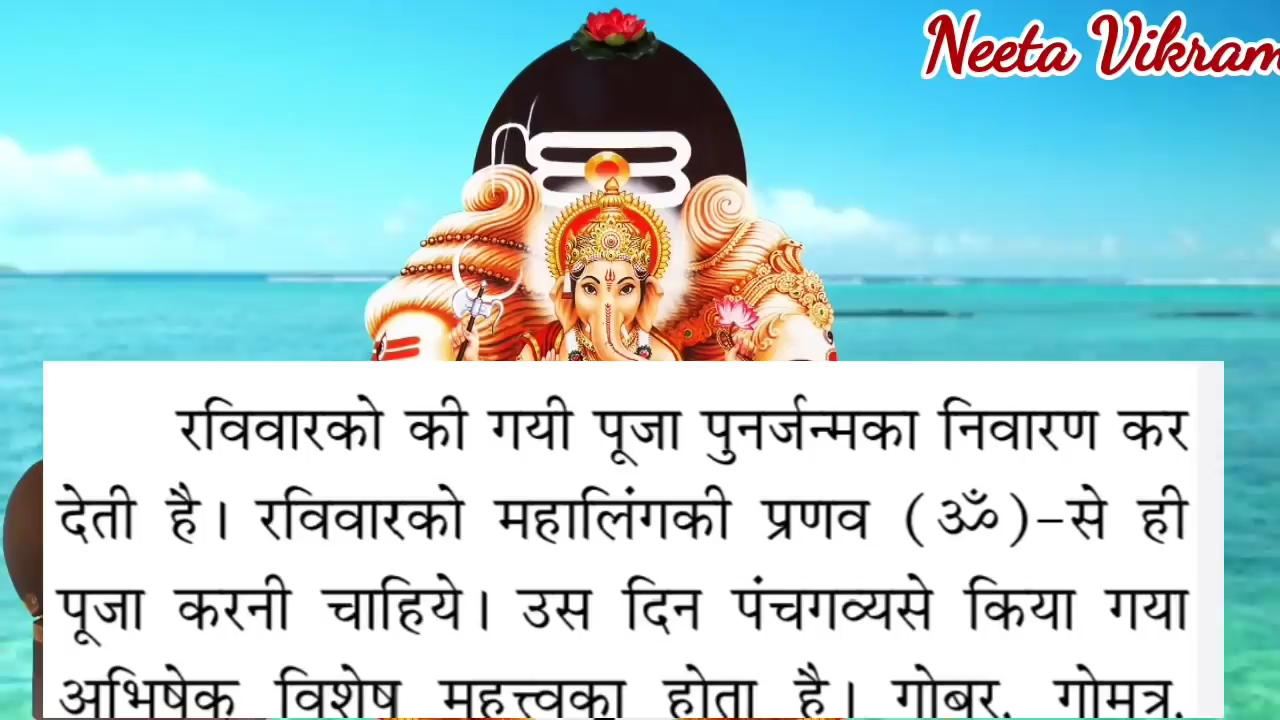 Neeta Vikram
रविवारको की गयी पूजा पुनर्जन्मका निवारण कर
देती है। रविवारको महालिंगकी प्रणव (ॐ)-से ही
पूजा करनी चाहिये। उस दिन पंचगव्यसे किया गया
अभिषेक विशेष महत्त्वका होता है। गोबर, गोमूत्र,